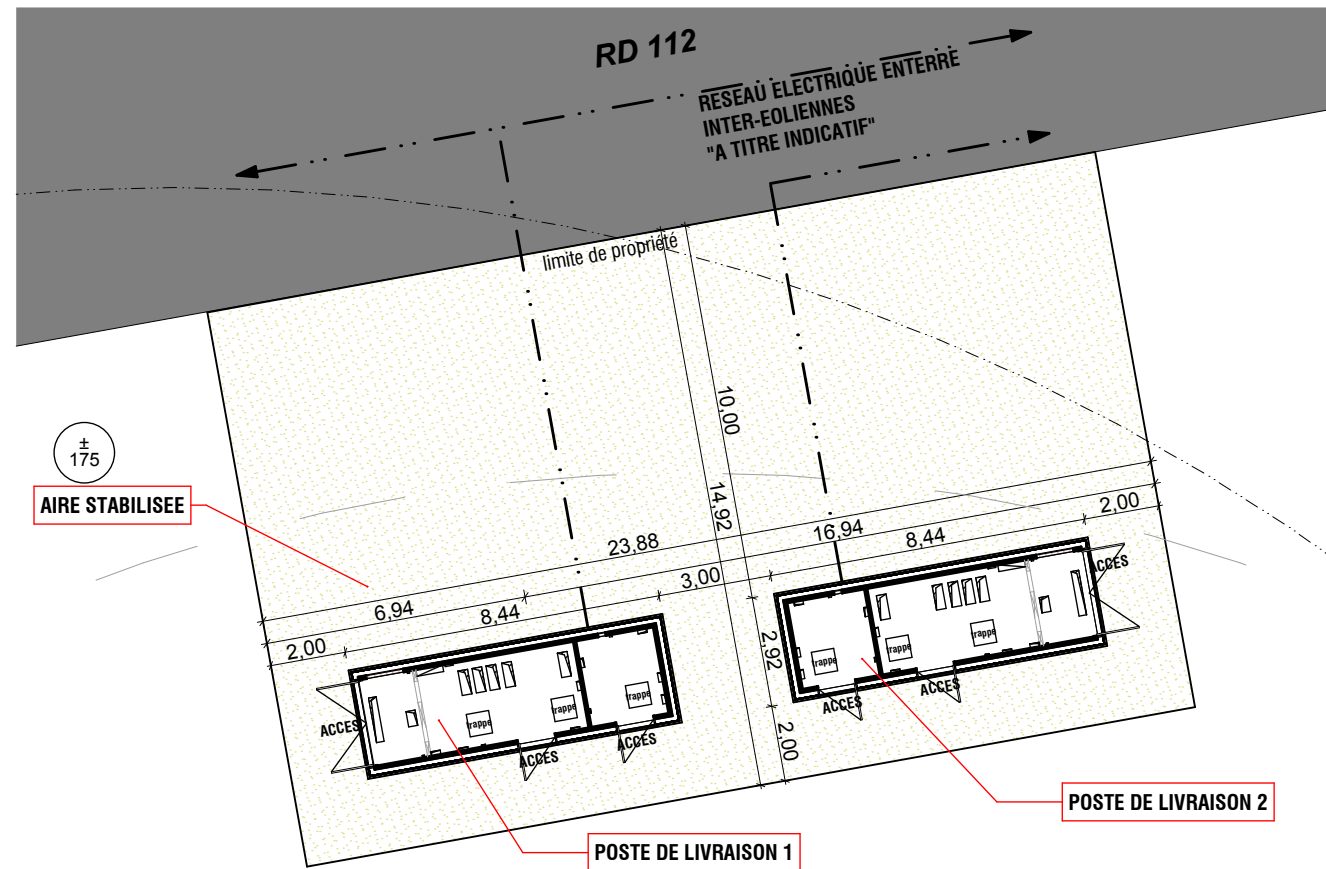 RD 112
RESEAU ELECTRIQUE ENTERRE
INTER-EOLIENNES
"A TITRE INDICATIF"
limite de propriété
10,00
±
175
AIRE STABILISEE
14,92
2,00
16,94
23,88
8,44
3,00
6,94
8,44
2,00
2,92
2,00
ACCES
trappe
trappe
trappe
ACCES
ACCES
trappe
trappe
trappe
ACCES
ACCES
ACCES
POSTE DE LIVRAISON 2
POSTE DE LIVRAISON 1